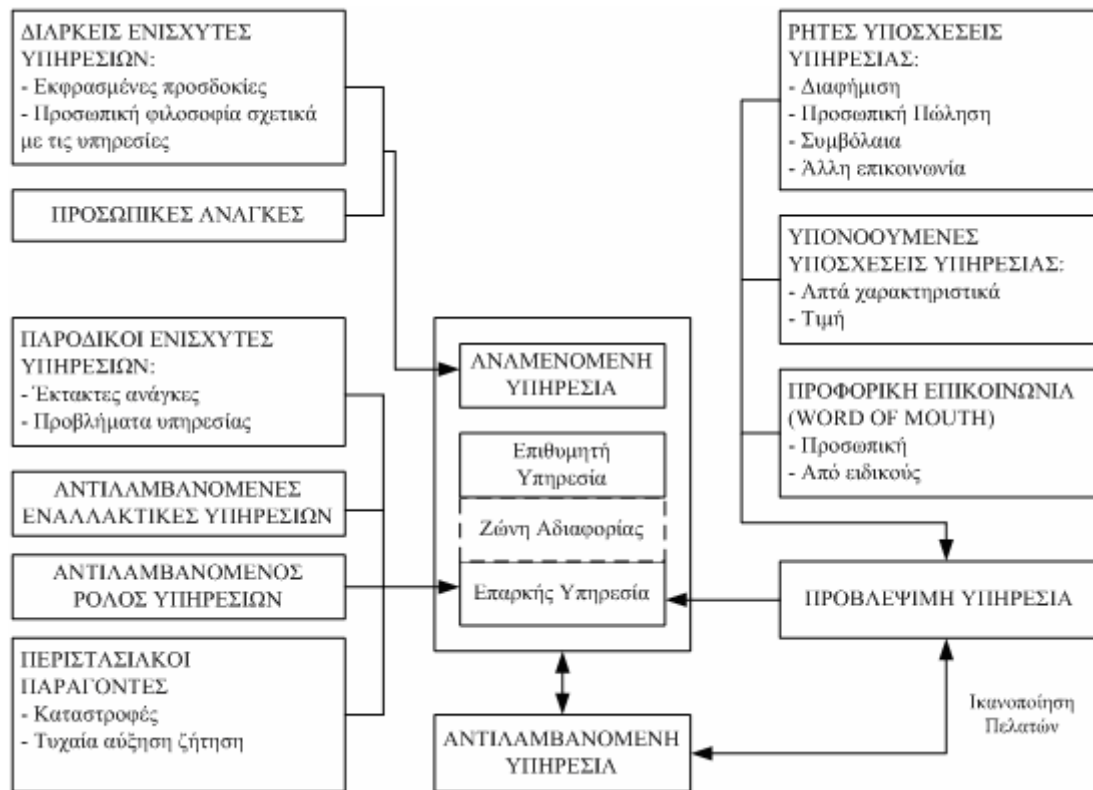 ΔΙΑΡΚΕΙΣ ΕΝΙΣΧΥΤΕΣ
ΥΠΗΡΕΣΙΩΝ:
- Εκφρασμένες προσδοκίες
- Προσωπική φιλοσοφία σχετικά
με τις υπηρεσίες
ΠΡΟΣΩΠΙΚΕΣ ΑΝΑΓΚΕΣ
ΠΑΡΟΔΙΚΟΙ ΕΝΙΣΧΥΤΕΣ
ΥΠΗΡΕΣΙΩΝ:
- Έκτακτες ανάγκες
- Προβλήματα υπηρεσίας
ΑΝΤΙΛΑΜΒΑΝΟΜΕΝΕΣ
ΕΝΑΛΛΑΚΤΙΚΕΣ ΥΠΗΡΕΣΙΩΝ
ΑΝΤΙΛΑΜΒΑΝΟΜΕΝΟΣ
ΡΟΛΟΣ ΥΠΗΡΕΣΙΩΝ
ΠΕΡΙΣΤΑΣΙΑΚΟΙ
ΠΑΡΑΓΟΝΤΕΣ
- Καταστροφές
- Τυχαία αύξηση ζήτηση
ΑΝΑΜΕΝΟΜΕΝΗ
ΥΠΗΡΕΣΙΑ
Επιθυμητή
Υπηρεσία
Ζώνη Αδιαφορίας
Επαρκής Υπηρεσία
ΑΝΤΙΛΑΜΒΑΝΟΜΕΝΗ
ΥΠΗΡΕΣΙΑ
ΡΗΤΕΣ ΥΠΟΣΧΕΣΕΙΣ
ΥΠΗΡΕΣΙΑΣ:
- Διαφήμιση
- Προσωπική Πώληση
- Συμβόλαια
- Άλλη επικοινωνία
ΥΠΟΝΟΟΥΜΕΝΕΣ
ΥΠΟΣΧΕΣΕΙΣ ΥΠΗΡΕΣΙΑΣ:
- Απτά χαρακτηριστικά
- Τιμή
ΠΡΟΦΟΡΙΚΗ ΕΠΙΚΟΙΝΩΝΙΑ
(WORD OF MOUTH)
- Προσωπική
- Από ειδικούς
ΠΡΟΒΛΕΨΙΜΗ ΥΠΗΡΕΣΙΑ
Ικανοποίηση
Πελατών